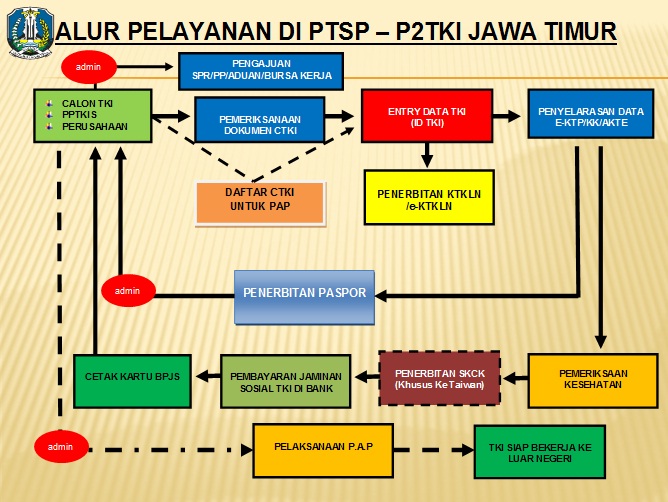 ALUR PELAYANAN DI PTSP – P2TKI JAWA TIMUR
admin
PENGAJUAN
SPR/PP/ADUAN/BURSA KERJA
CALON TKI
PPTKIS
PERUSAHAAN
PEMERIKSANAAN
DOKUMEN CTKI
ENTRY DATA TKI
(ID TKI)
PENYELARASAN DATA
E-KTP/KK/AKTE
DAFTAR CTKI
UNTUK PAP
PENERBITAN KTKLN
/e-KTKLN
admin
PENERBITAN PASPOR
CETAK KARTU BPJS
PEMBAYARAN JAMINAN
SOSIAL TKI DI BANK
PENERBITAN SKCK
(Khusus Ke Taiwan)
PEMERIKSAAN
KESEHATAN
admin
PELAKSANAAN P.A.P
TKI SIAP BEKERJA KE
LUAR NEGERI